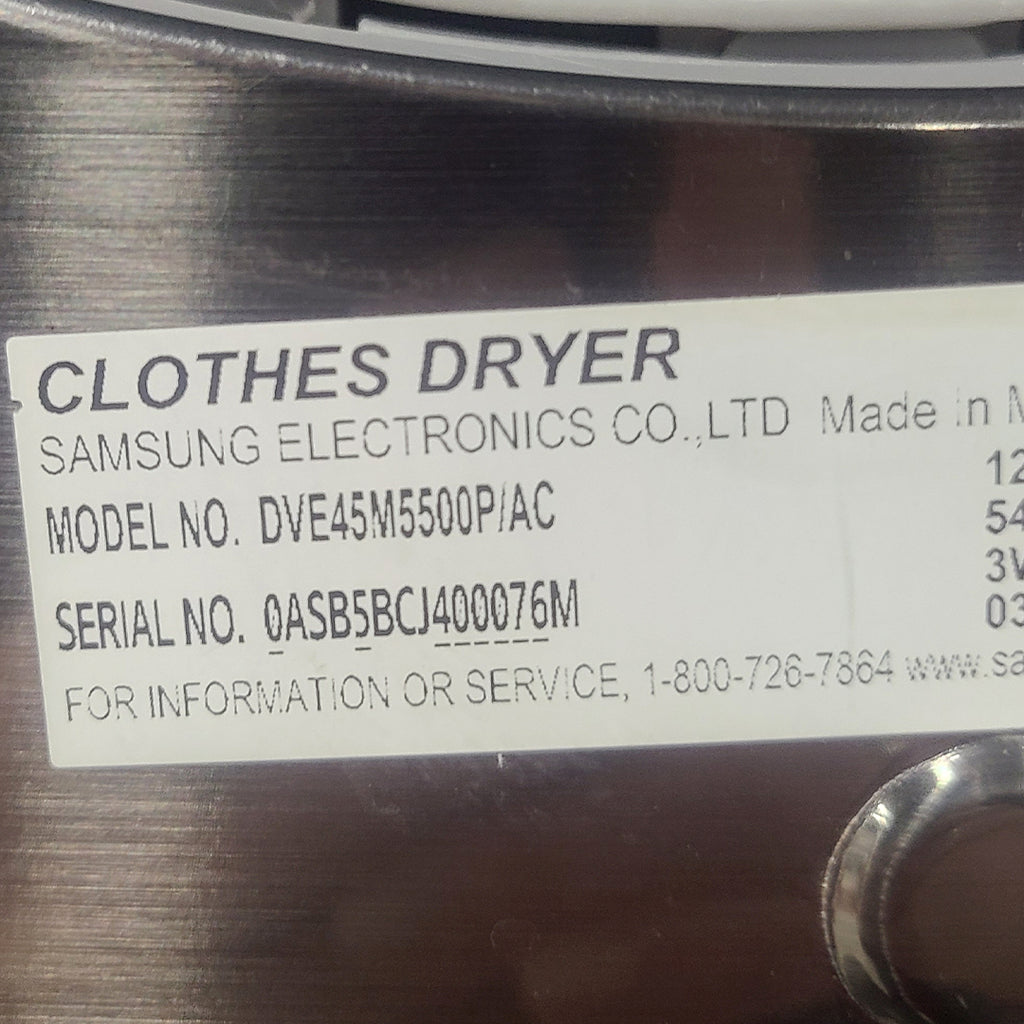 CLOTHES DRYER
SAMSUNG ELECTRONICS CO.,LTD Made in M
12
MODEL NO. DVE45M5500P/AC
54
3W
SERIAL NO. 0ASB5BCJ400076M
03
FOR INFORMATION OR SERVICE, 1-800-726-7864 www.sa